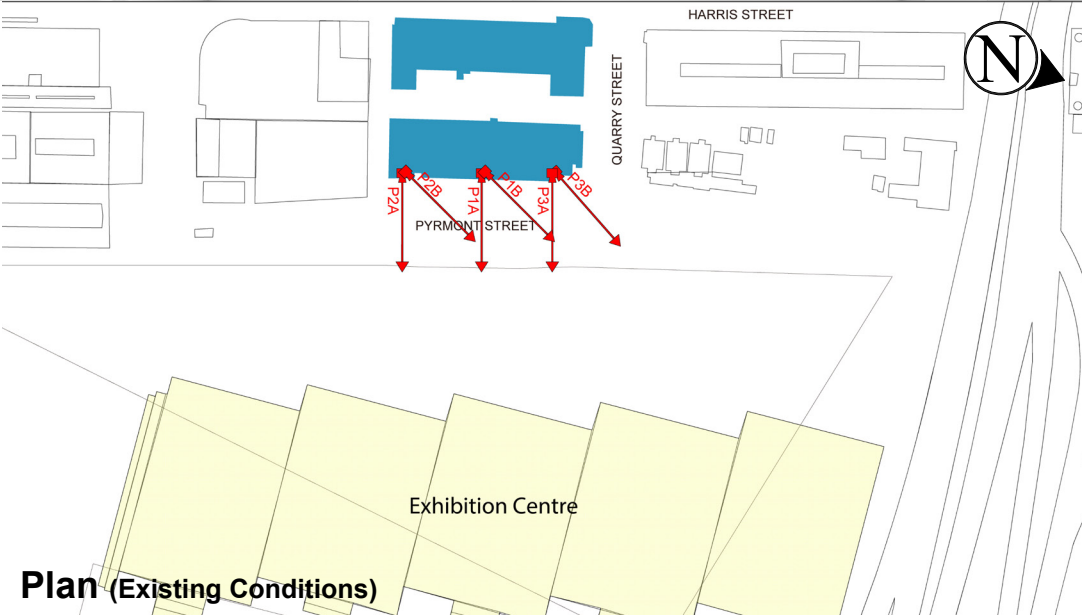 HARRIS STREET
N
QUARRY STREET
P2A
P2B
P1A
P1B
P3A
P3B
PYRMONT STREET
Exhibition Centre
Plan (Existing Conditions)